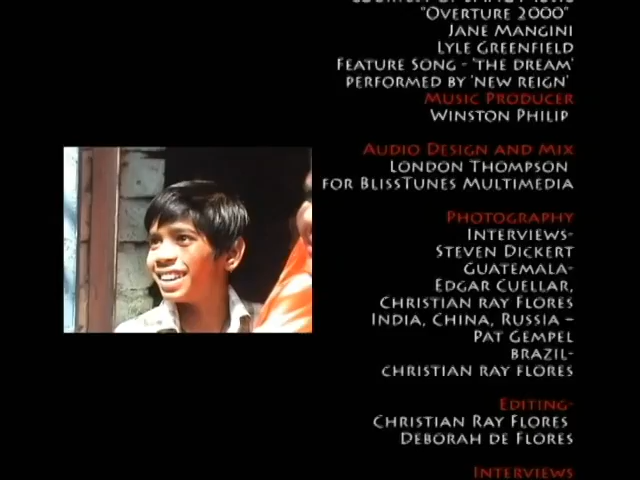 "Overture 2000"
Jane Mangini
Lyle Greenfield
Feature Song - 'the dream'
performed by 'new reign'
Music Producer
Winston Philip
Audio Design and Mix
London Thompson
for BlissTunes Multimedia
Photography
Interviews-
Steven Dickert
Guatemala-
Edgar Cuellar,
Christian ray Flores
India, China, Russia –
Pat Gempel
brazil-
christian ray flores
Editing-
Christian Ray Flores
Deborah de Flores
Interviews